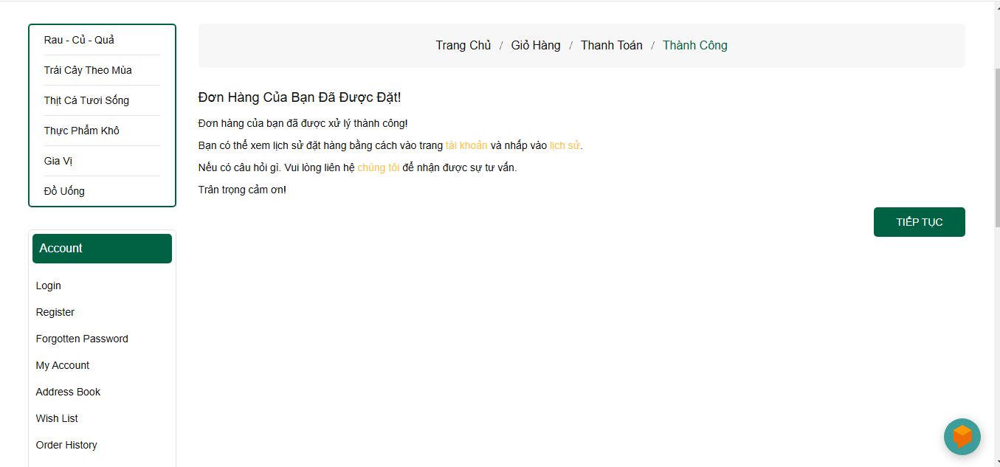 Rau - Củ - Quả
Trái Cây Theo Mùa
Thịt Cá Tươi Sống
Thực Phẩm Khô
Gia Vị
Đồ Uống
Account
Login
Register
Forgotten Password
My Account
Address Book
Wish List
Order History
Trang Chủ / Giỏ Hàng / Thanh Toán / Thành Công
Đơn Hàng Của Bạn Đã Được Đặt!
Đơn hàng của bạn đã được xử lý thành công!
Bạn có thể xem lịch sử đặt hàng bằng cách vào trang tài khoản và nhấp vào lịch sử.
Nếu có câu hỏi gì. Vui lòng liên hệ chúng tôi để nhận được sự tư vấn.
Trân trọng cảm ơn!
TIẾP TỤC